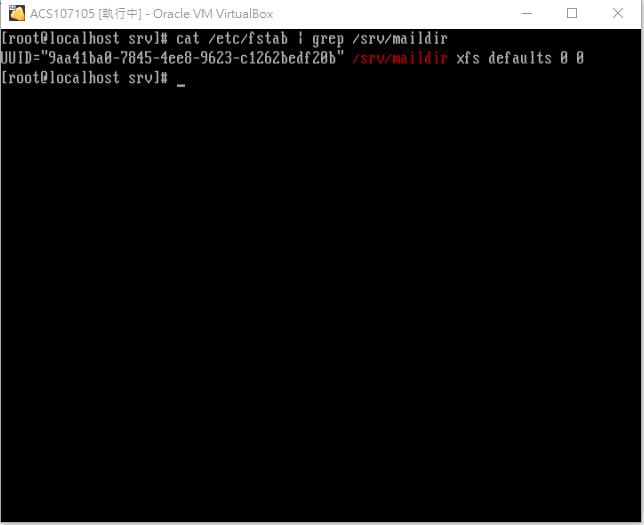 ACS107105 [執行中] - Oracle VM VirtualBox
[root@localhost srv]# cat /etc/fstab | grep /srv/maildir
UUID="9aa41ba0-7845-4ee8-9623-c1262bedf20b" /srv/maildir xfs defaults 0 0
[root@localhost srv]# _